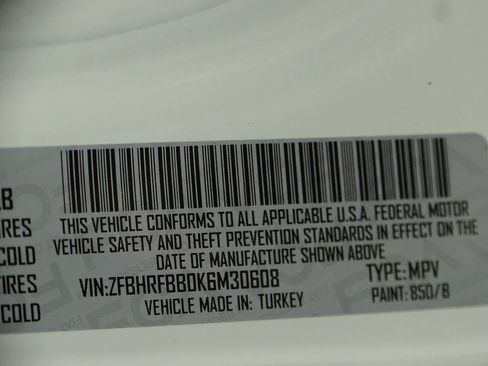 LB
THIS VEHICLE CONFORMS TO ALL APPLICABLE U.S.A. FEDERAL MOTOR
IRES
VEHICLE SAFETY AND THEFT PREVENTION STANDARDS IN EFFECT ON THE
COLD
DATE OF MANUFACTURE SHOWN ABOVE
IRES
VIN:ZFBHRFBB0K6M30608 TYPE:MPV
COLD
VEHICLE MADE IN: TURKEY PAINT: 850/B